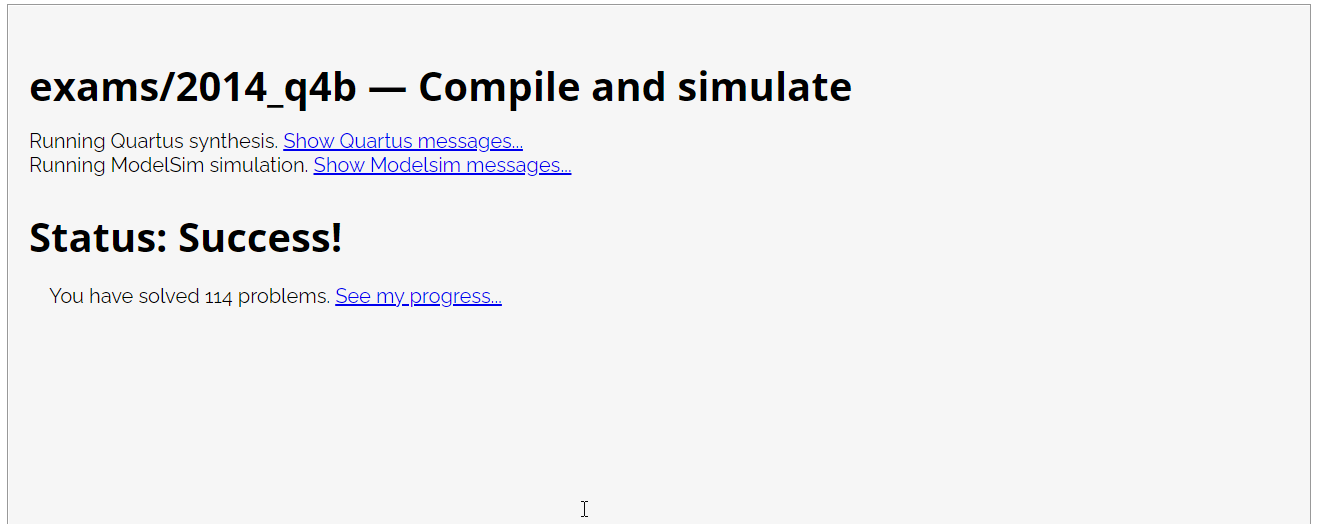 exams/2014_q4b — Compile and simulate
Running Quartus synthesis. Show Quartus messages...
Running ModelSim simulation. Show Modelsim messages...
Status: Success!
You have solved 114 problems. See my progress...